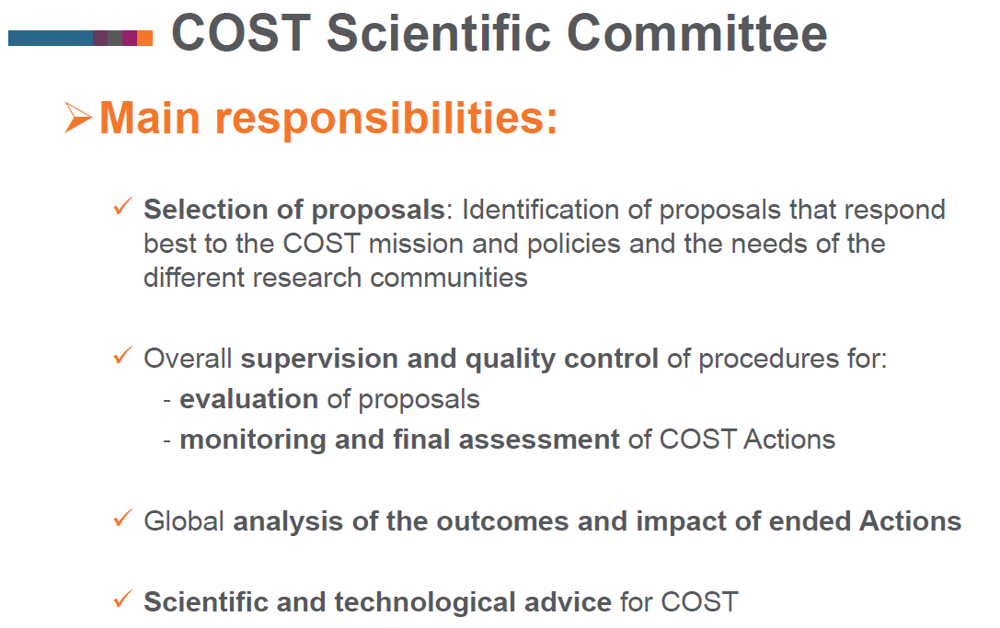 COST Scientific Committee
Main responsibilities:
Selection of proposals: Identification of proposals that respond
best to the COST mission and policies and the needs of the
different research communities
Overall supervision and quality control of procedures for:
- evaluation of proposals
- monitoring and final assessment of COST Actions
Global analysis of the outcomes and impact of ended Actions
Scientific and technological advice for COST